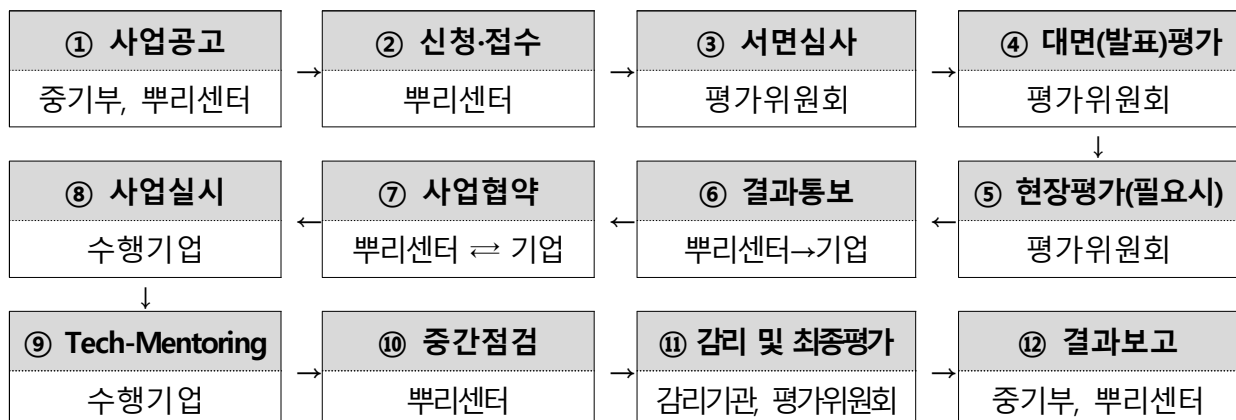 ① 사업공고
중기부, 뿌리센터
→
② 신청·접수
뿌리센터
→
③ 서면심사
평가위원회
→
④ 대면(발표)평가
평가위원회
↓
⑤ 현장평가(필요시)
평가위원회
←
⑥ 결과통보
뿌리센터→기업
←
⑦ 사업협약
뿌리센터 ⇄ 기업
←
⑧ 사업실시
수행기업
↓
⑨ Tech-Mentoring
수행기업
→
⑩ 중간점검
뿌리센터
→
⑪ 감리 및 최종평가
감리기관, 평가위원회
→
⑫ 결과보고
중기부, 뿌리센터